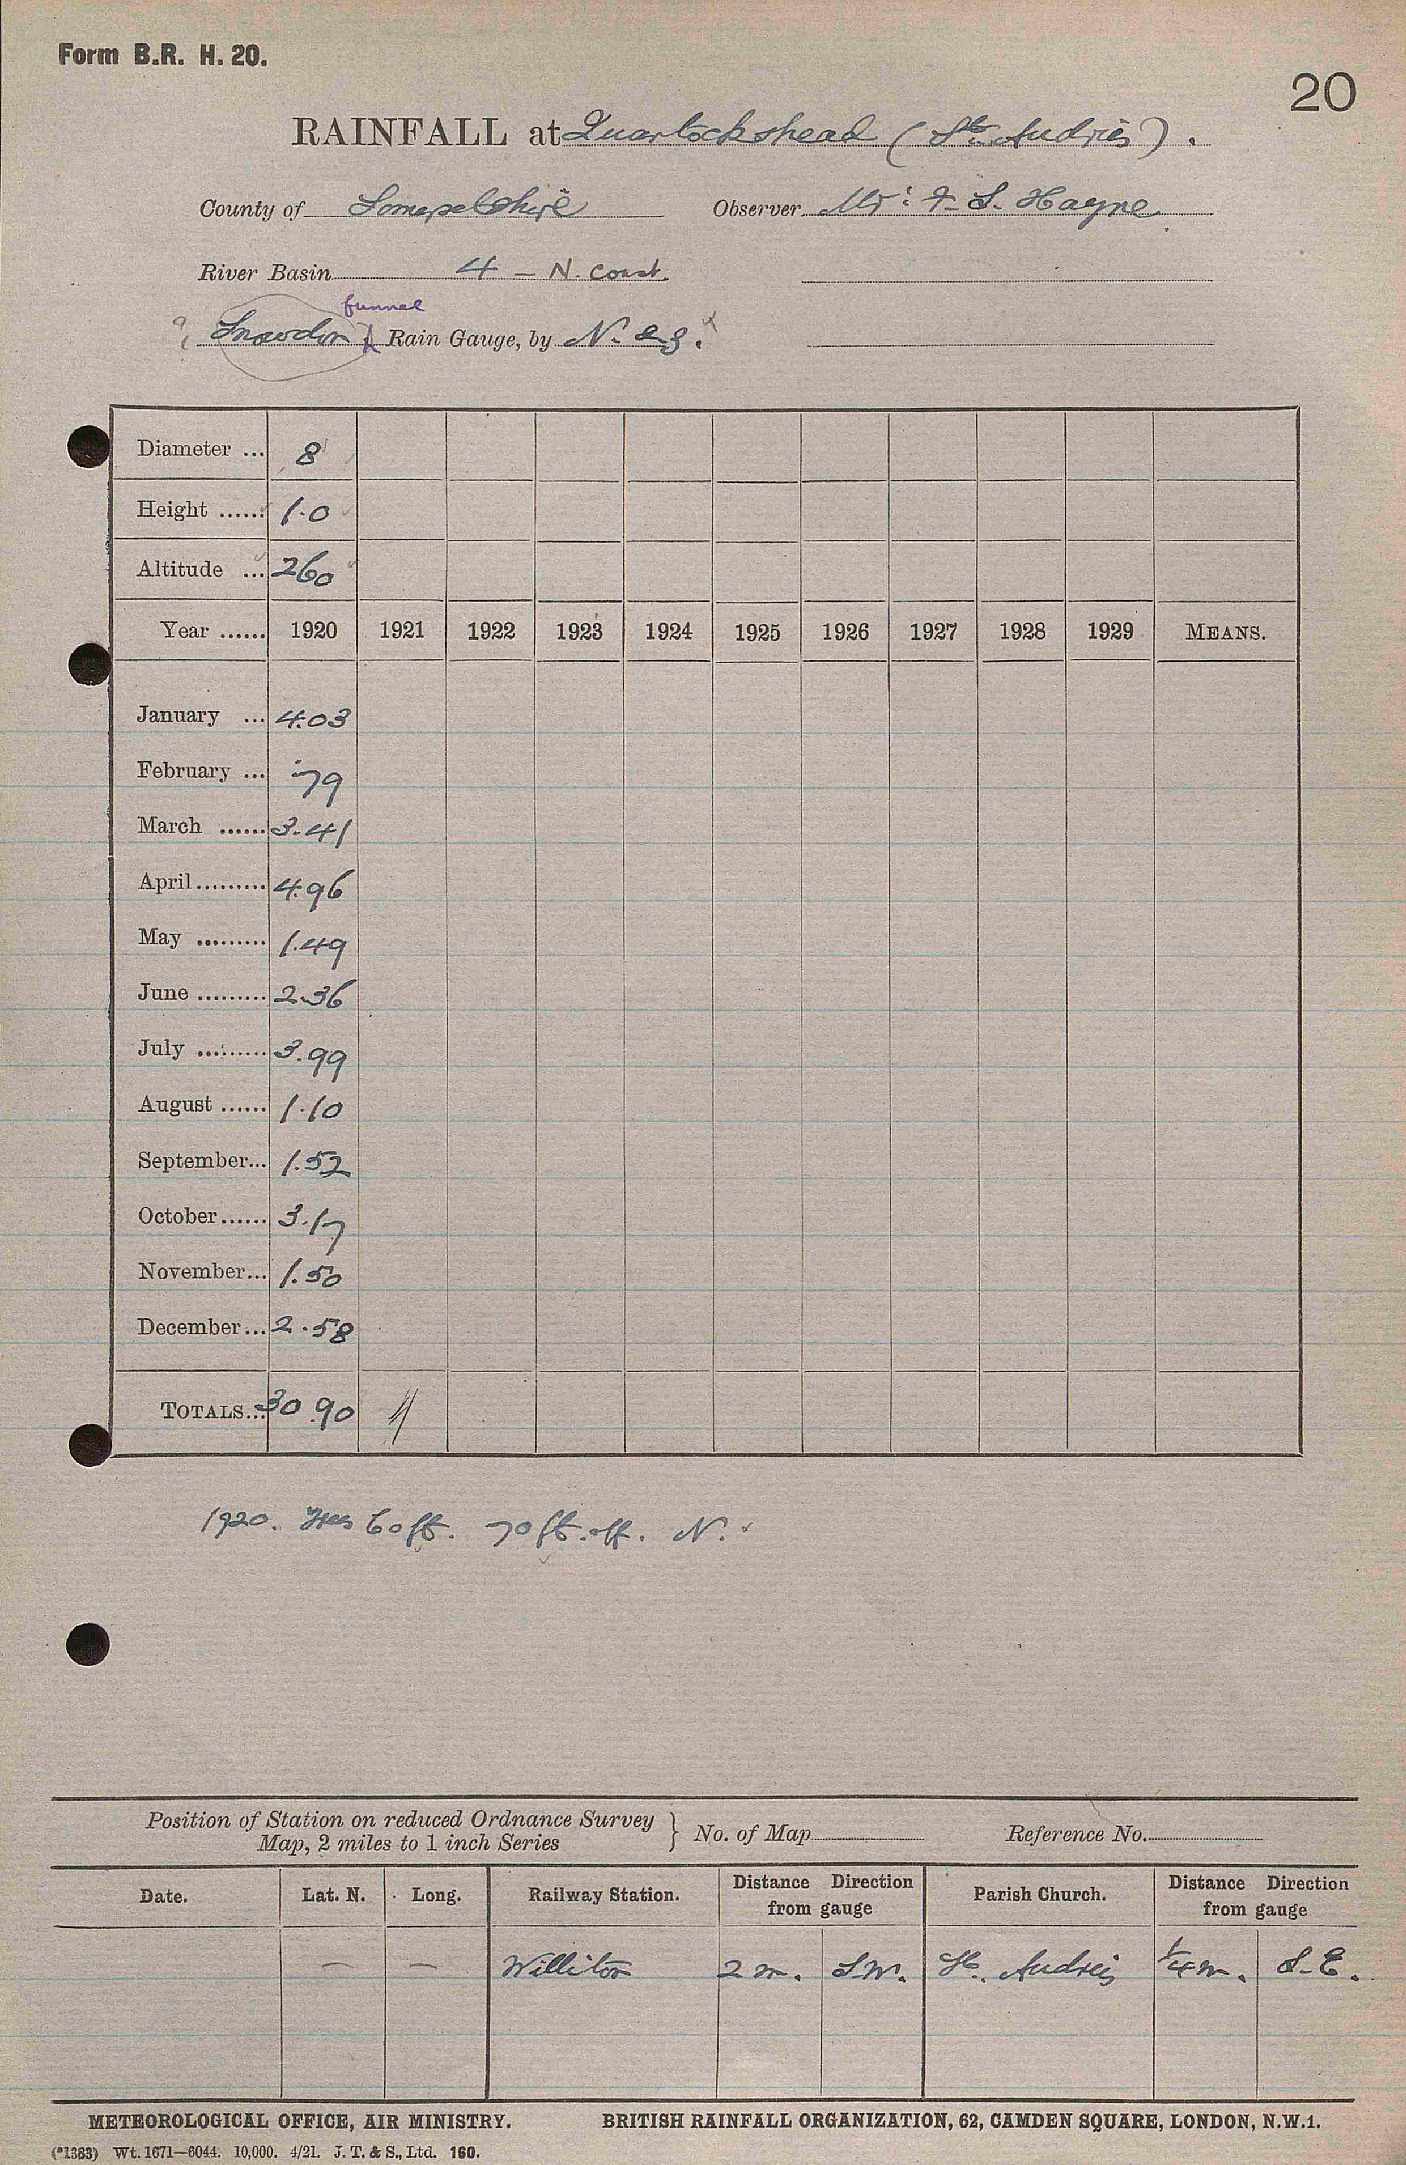 Form B.R. H. 20.
20
RAINFALL at Quantockshead (St. Audries).
County of Somersetshire Observer Mr: F. S. Hayne
River Basin 4 - N. Coast.
funnel
? Snowdon Rain Gauge, by N. & Z.
Diameter ... 8
Height ...... 1.0
Altitude ... 260
Year ...... 1920 1921 1922 1923 1924 1925 1926 1927 1928 1929 MEANS.
January ... 4.03
February ... .79
March ...... 3.41
April ......... 4.96
May ......... 1.49
June ......... 2.36
July ......... 3.99
August ...... 1.10
September... 1.52
October ...... 3.17
November... 1.50
December ... 2.58
TOTALS... 30.90
1920. Trees 60 ft. 70 ft. off. N.
Position of Station on reduced Ordnance Survey
Map, 2 miles to 1 inch Series } No. of Map Reference No.
Date. Lat. N. Long. Railway Station. Distance Direction from gauge Parish Church. Distance Direction from gauge
— — Williton 2 m. S.W. St. Audries 1/4 m. S.E.
METEOROLOGICAL OFFICE, AIR MINISTRY. BRITISH RAINFALL ORGANIZATION, 62, CAMDEN SQUARE, LONDON, N.W.1.
(*1383) Wt. 1671—6044. 10,000. 4/21. J. T. & S., Ltd. 160.